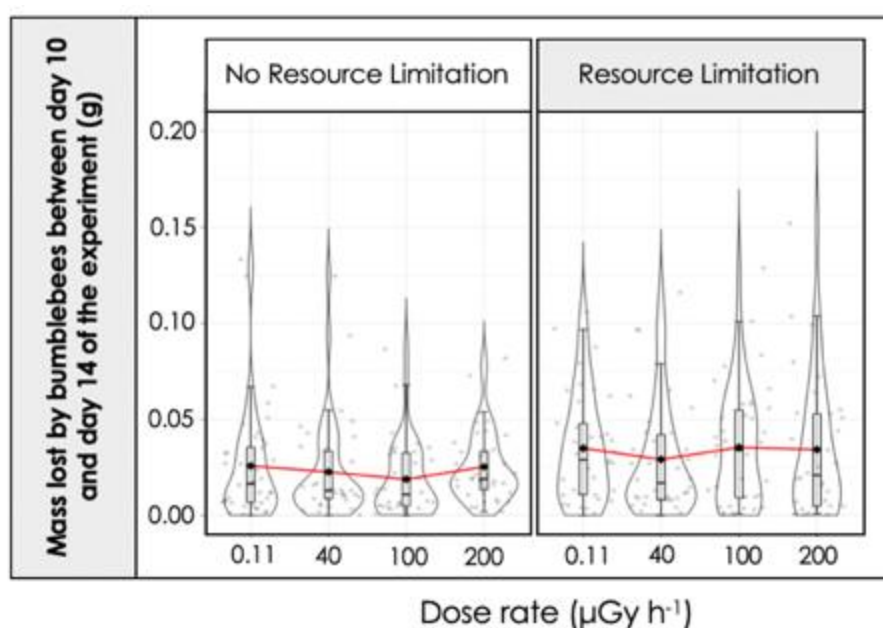 Mass lost by bumblebees between day 10
and day 14 of the experiment (g)
No Resource Limitation
Resource Limitation
0.20
0.15
0.10
0.05
0.00
0.11 40 100 200
0.11 40 100 200
Dose rate (µGy h⁻¹)